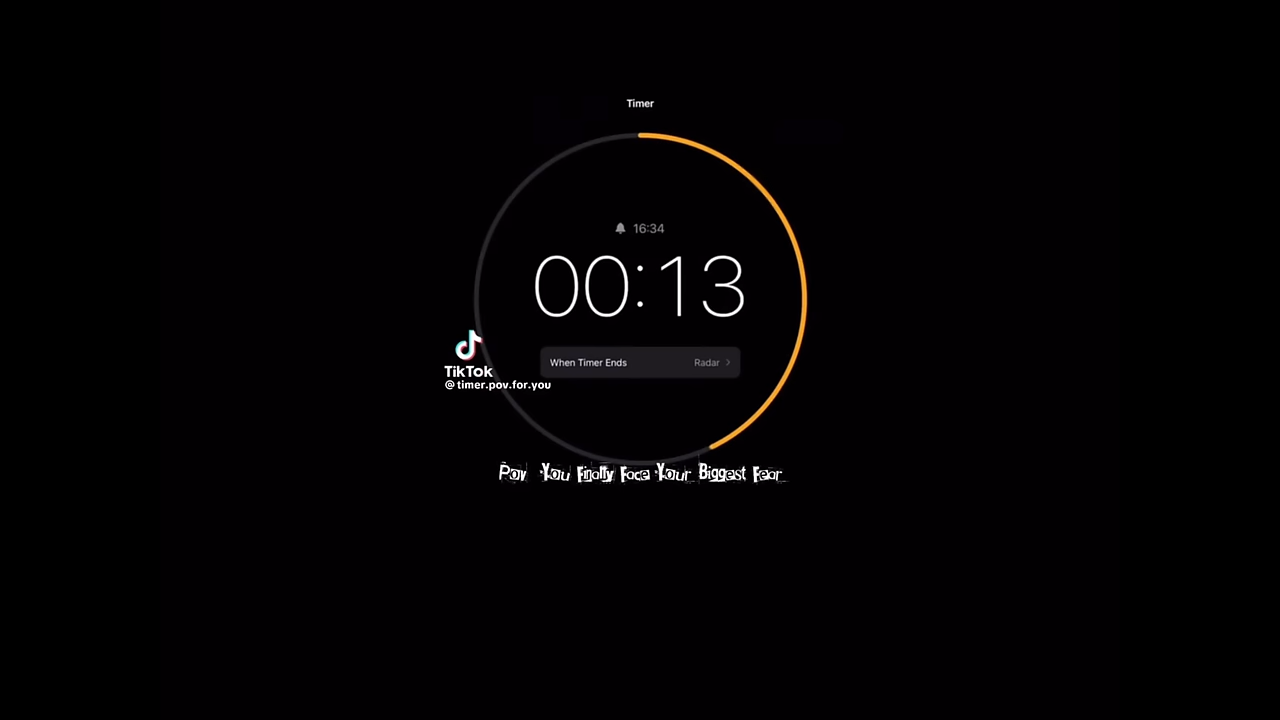 Timer
16:34
00:13
When Timer Ends Radar >
TikTok
@timer.pov.for.you
Pov You Finally Face Your Biggest Fear